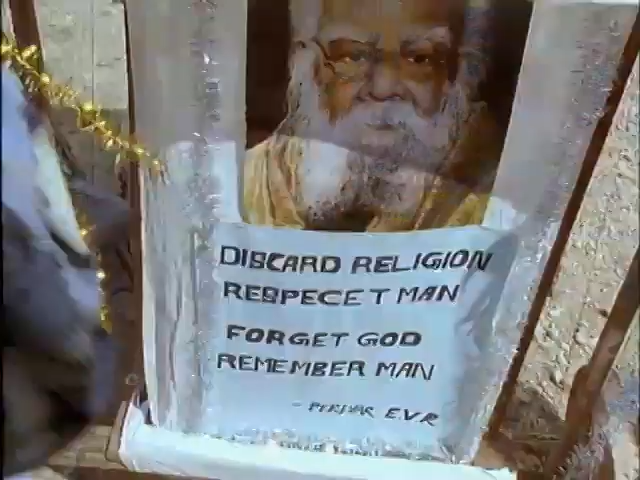 DISCARD RELIGION
RESPECET MAN
FORGET GOD
REMEMBER MAN
- PERIYAR E.V.R